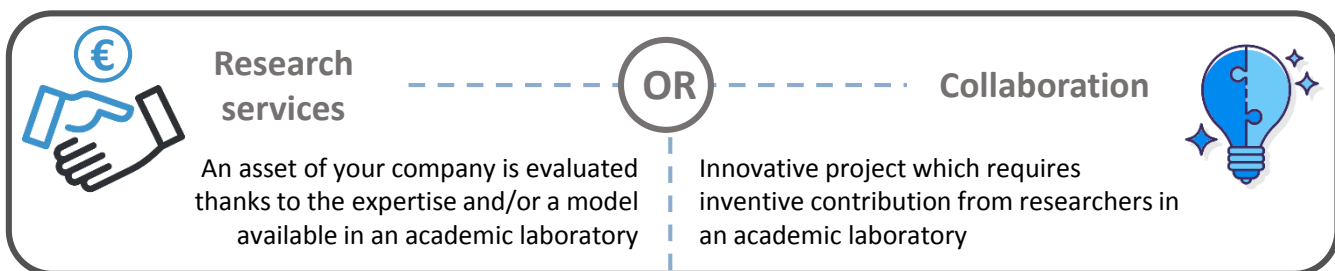 €
Research
services
OR
Collaboration
An asset of your company is evaluated
thanks to the expertise and/or a model
available in an academic laboratory
Innovative project which requires
inventive contribution from researchers in
an academic laboratory